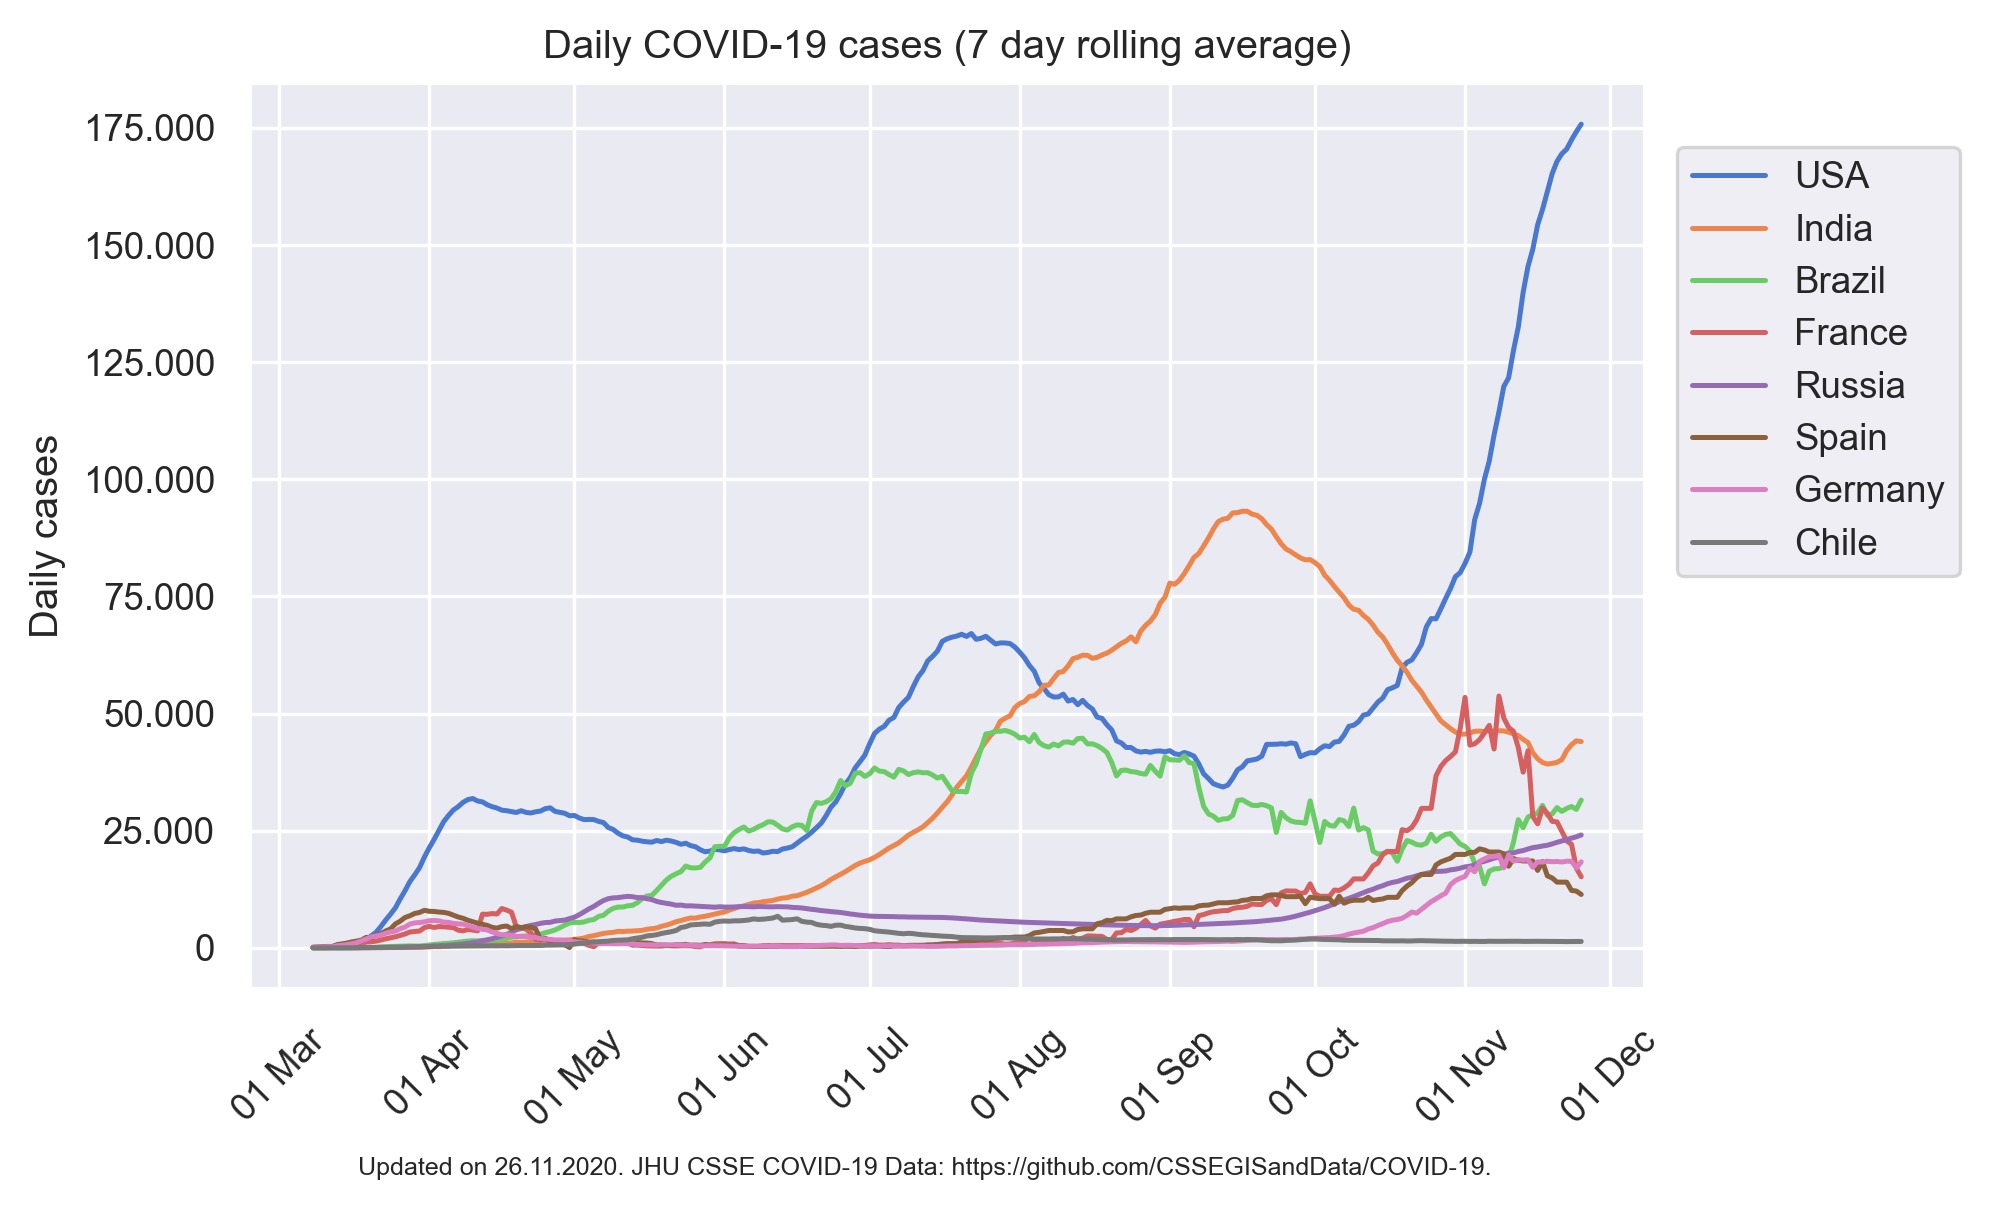 Daily COVID-19 cases (7 day rolling average)
175.000
150.000
125.000
100.000
75.000
50.000
25.000
0
Daily cases
USA
India
Brazil
France
Russia
Spain
Germany
Chile
01 Mar
01 Apr
01 May
01 Jun
01 Jul
01 Aug
01 Sep
01 Oct
01 Nov
01 Dec
Updated on 26.11.2020. JHU CSSE COVID-19 Data: https://github.com/CSSEGISandData/COVID-19.